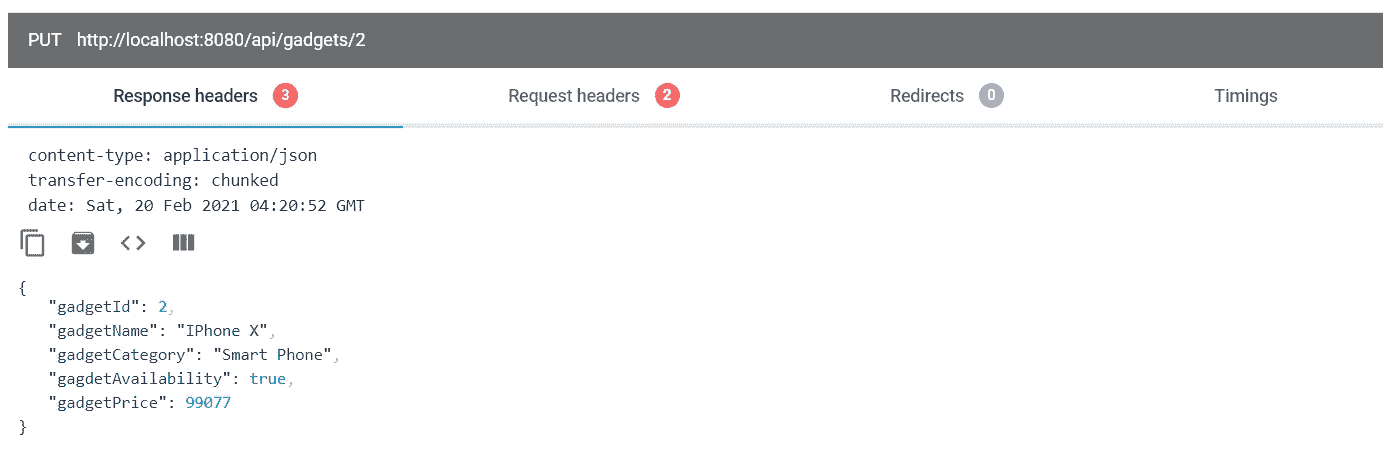 PUT http://localhost:8080/api/gadgets/2
Response headers 3 Request headers 2 Redirects 0 Timings
content-type: application/json
transfer-encoding: chunked
date: Sat, 20 Feb 2021 04:20:52 GMT
{
"gadgetId": 2,
"gadgetName": "IPhone X",
"gadgetCategory": "Smart Phone",
"gagdetAvailability": true,
"gadgetPrice": 99077
}